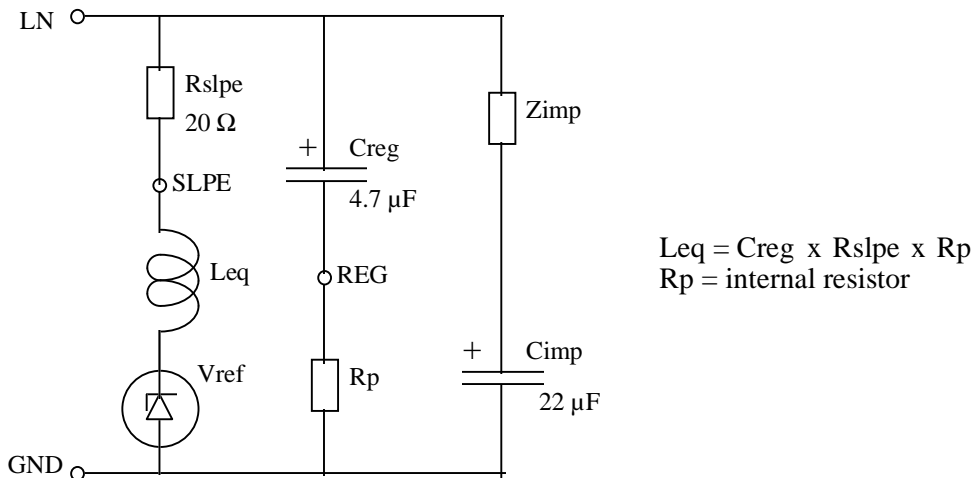 LN
Rslpe
20 Ω
SLPE
Leq
Vref
GND
+ Creg
4.7 µF
REG
Rp
Zimp
+ Cimp
22 µF
Leq = Creg x Rslpe x Rp
Rp = internal resistor